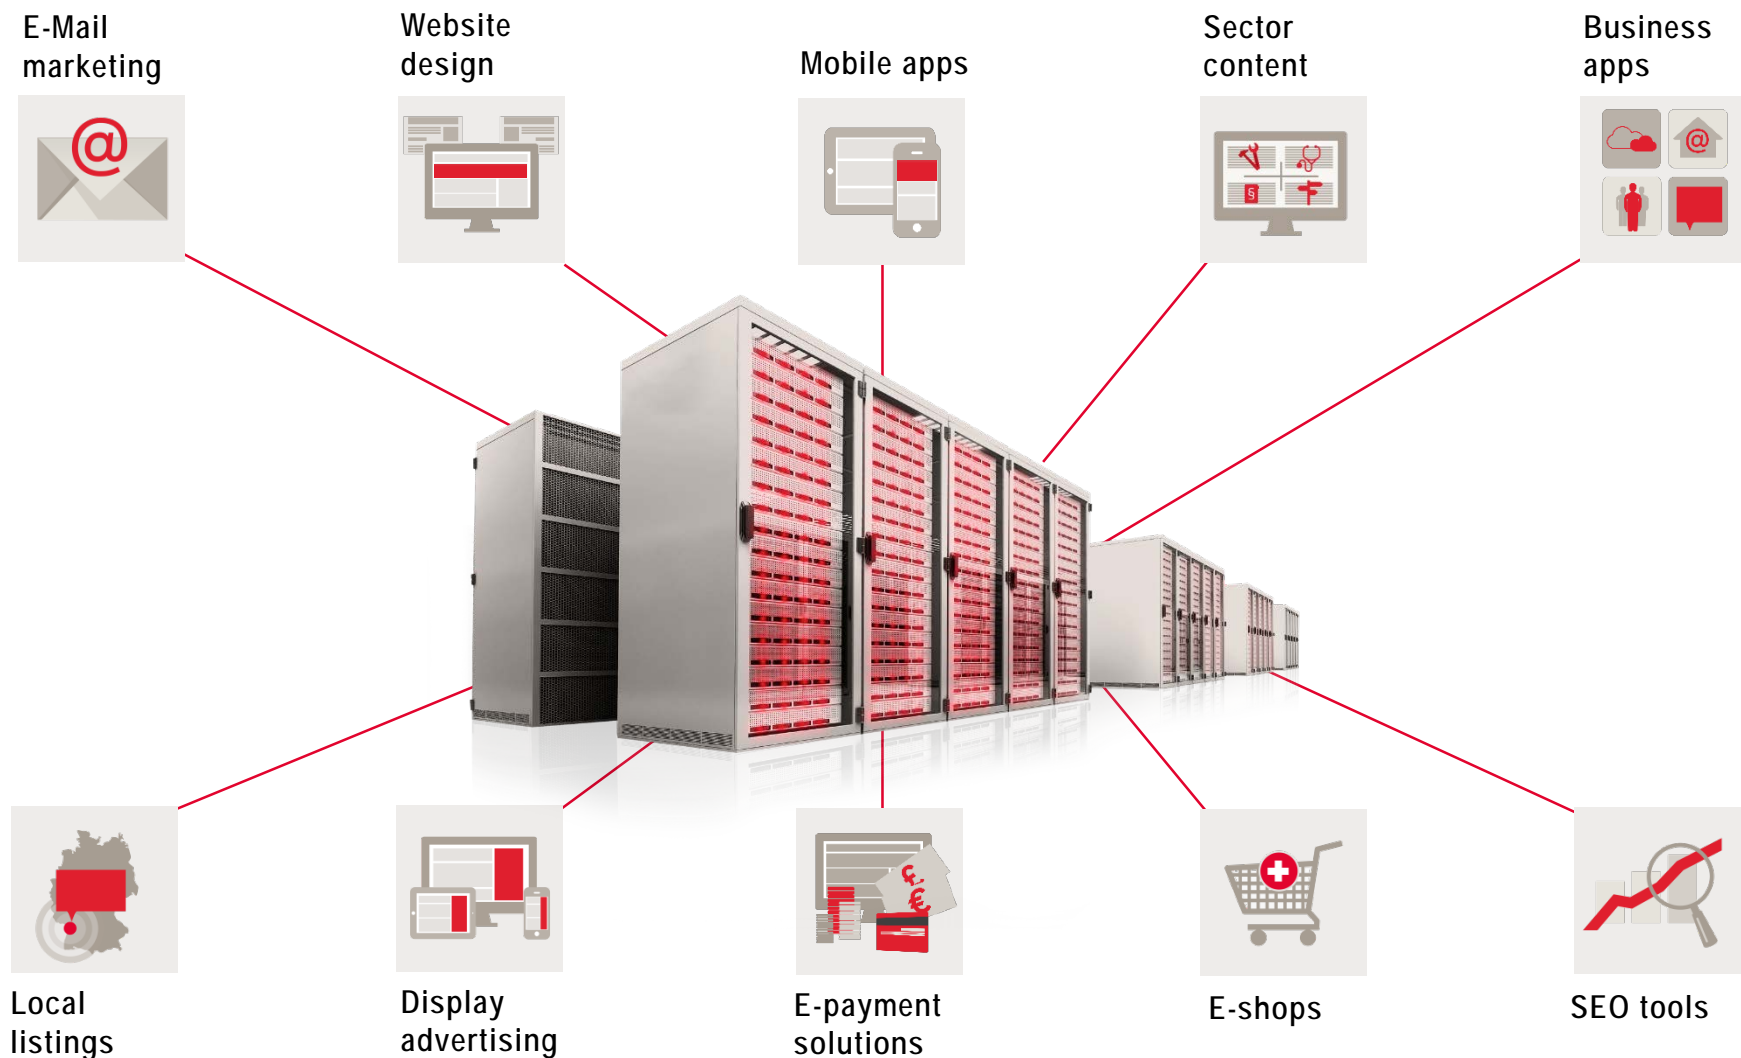 E-Mail
marketing
Website
design
Mobile apps
Sector
content
Business
apps
@
@
§
Local
listings
Display
advertising
E-payment
solutions
E-shops
SEO tools